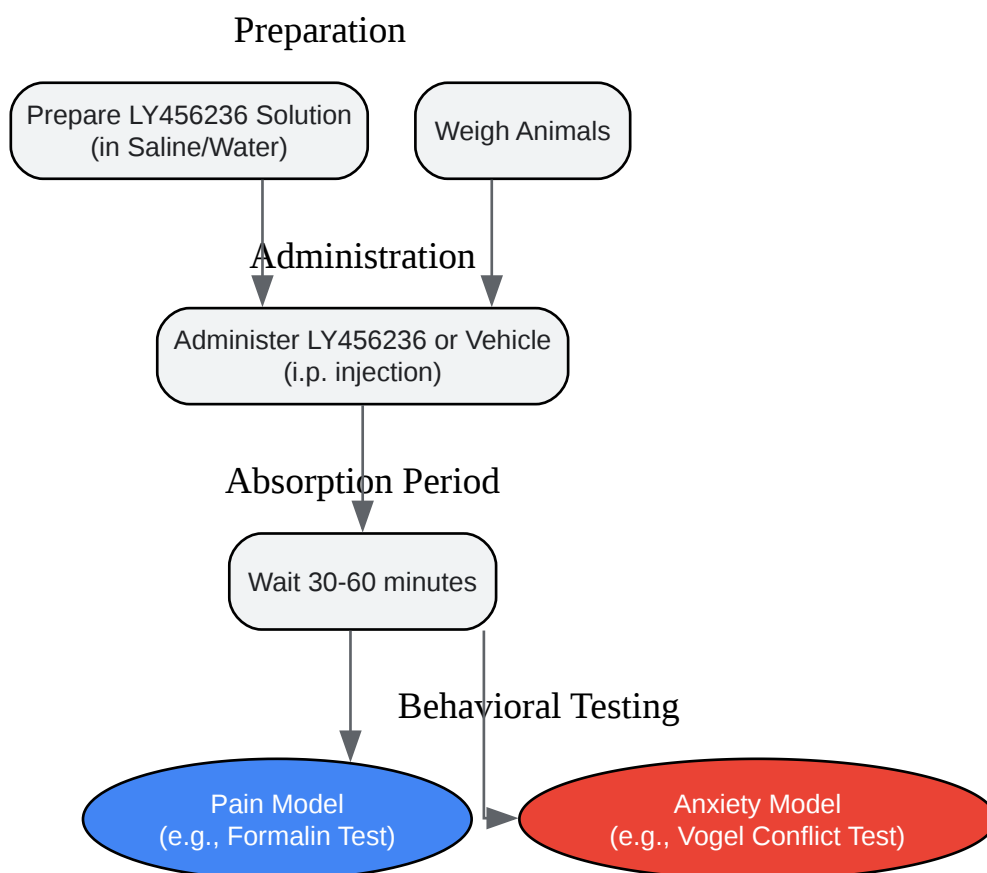 Preparation
Prepare LY456236 Solution
(in Saline/Water)
Weigh Animals
Administration
Administer LY456236 or Vehicle
(i.p. injection)
Absorption Period
Wait 30-60 minutes
Behavioral Testing
Pain Model
(e.g., Formalin Test)
Anxiety Model
(e.g., Vogel Conflict Test)